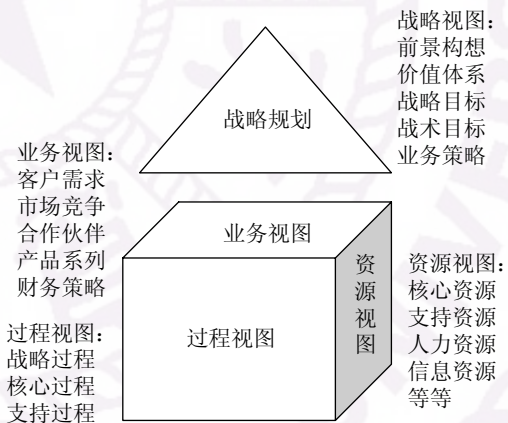 战略视图：
前景构想
价值体系
战略目标
战术目标
业务策略
战略规划
业务视图：
客户需求
市场竞争
合作伙伴
产品系列
财务策略
业务视图
资源视图
过程视图
资源视图：
核心资源
支持资源
人力资源
信息资源
等等
过程视图：
战略过程
核心过程
支持过程